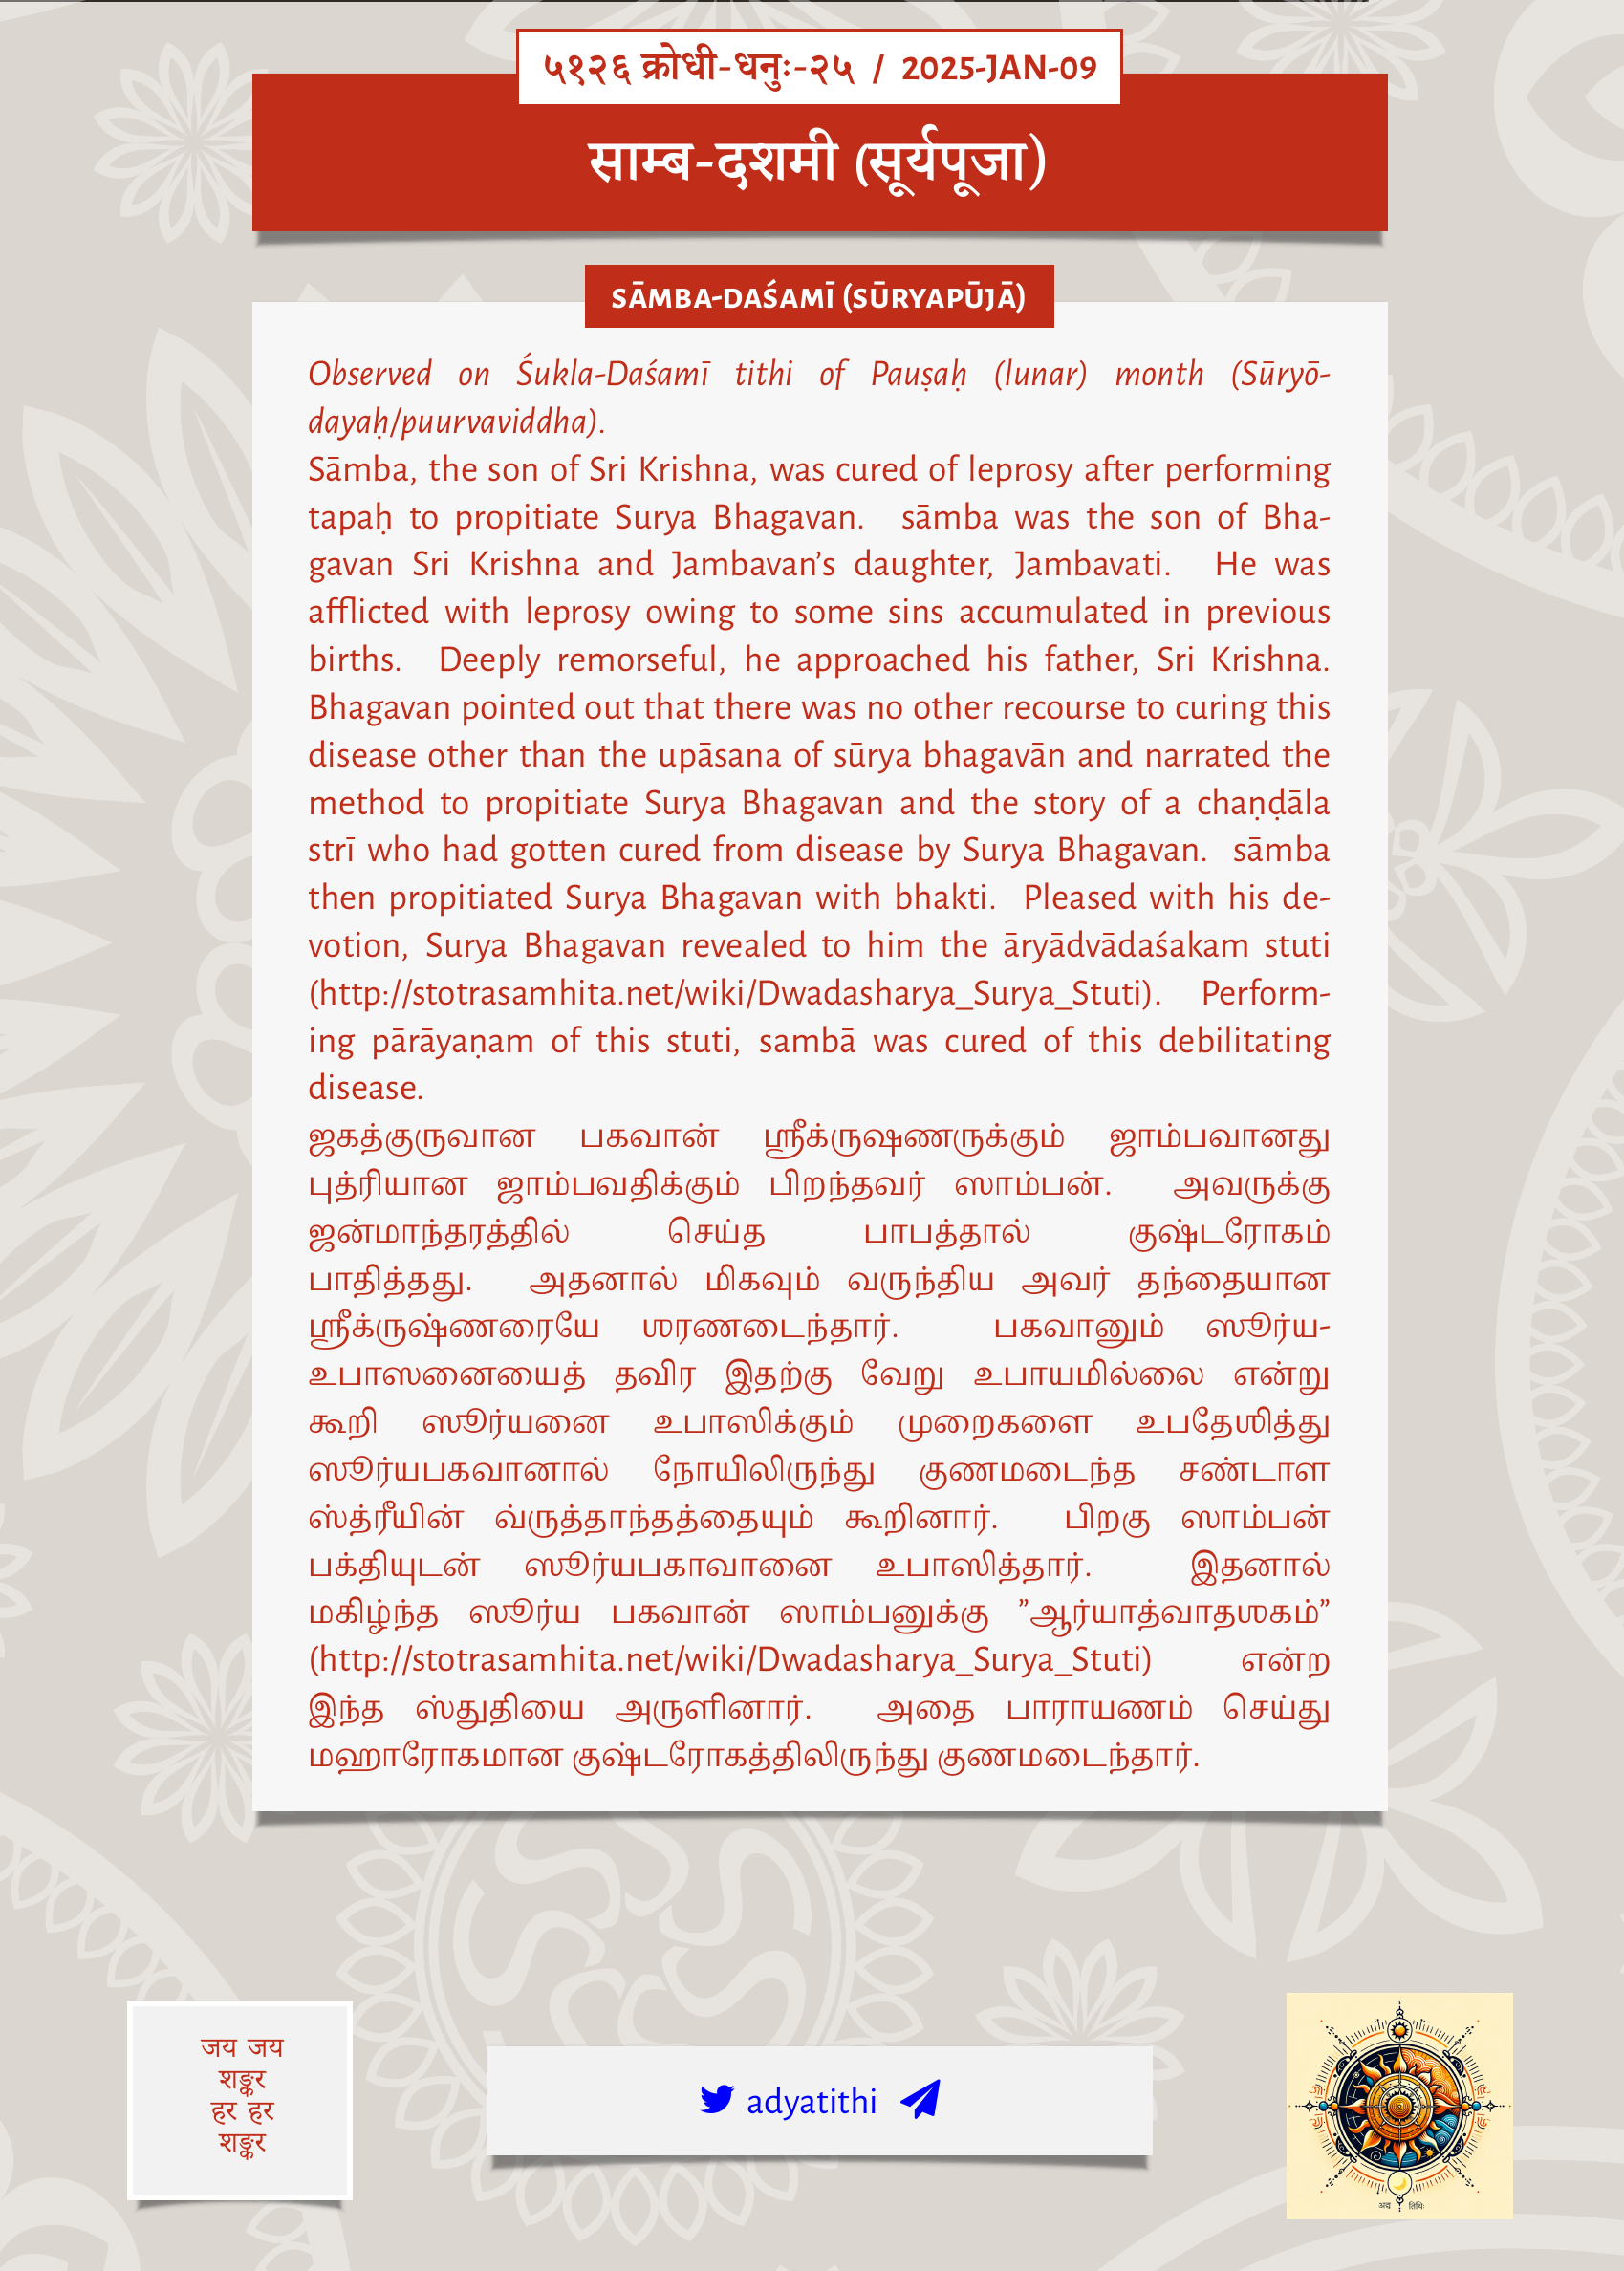 ५१२६ क्रोधी-धनुः-२५ / 2025-JAN-09
साम्ब-दशमी (सूर्यपूजा)
SĀMBA-DAŚAMĪ (SŪRYAPŪJĀ)
Observed on Śukla-Daśamī tithi of Pauṣaḥ (lunar) month (Sūryō-
dayaḥ/puurvaviddha).
Sāmba, the son of Sri Krishna, was cured of leprosy after performing
tapaḥ to propitiate Surya Bhagavan. sāmba was the son of Bha-
gavan Sri Krishna and Jambavan’s daughter, Jambavati. He was
afflicted with leprosy owing to some sins accumulated in previous
births. Deeply remorseful, he approached his father, Sri Krishna.
Bhagavan pointed out that there was no other recourse to curing this
disease other than the upāsana of sūrya bhagavān and narrated the
method to propitiate Surya Bhagavan and the story of a chaṇḍāla
strī who had gotten cured from disease by Surya Bhagavan. sāmba
then propitiated Surya Bhagavan with bhakti. Pleased with his de-
votion, Surya Bhagavan revealed to him the āryādvādaśakam stuti
(http://stotrasamhita.net/wiki/Dwadasharya_Surya_Stuti). Perform-
ing pārāyaṇam of this stuti, sambā was cured of this debilitating
disease.
ஜகத்குருவான பகவான் ஸ்ரீக்ருஷணருக்கும் ஜாம்பவானது
புத்ரியான ஜாம்பவதிக்கும் பிறந்தவர் ஸாம்பன். அவருக்கு
ஜன்மாந்தரத்தில் செய்த பாபத்தால் குஷ்டரோகம்
பாதித்தது. அதனால் மிகவும் வருந்திய அவர் தந்தையான
ஸ்ரீக்ருஷ்ணரையே ஶரணடைந்தார். பகவானும் ஸூர்ய-
உபாஸனையைத் தவிர இதற்கு வேறு உபாயமில்லை என்று
கூறி ஸூர்யனை உபாஸிக்கும் முறைகளை உபதேஶித்து
ஸூர்யபகவானால் நோயிலிருந்து குணமடைந்த சண்டாள
ஸ்த்ரீயின் வ்ருத்தாந்தத்தையும் கூறினார். பிறகு ஸாம்பன்
பக்தியுடன் ஸூர்யபகாவானை உபாஸித்தார். இதனால்
மகிழ்ந்த ஸூர்ய பகவான் ஸாம்பனுக்கு ”ஆர்யாத்வாதஶகம்”
(http://stotrasamhita.net/wiki/Dwadasharya_Surya_Stuti) என்ற
இந்த ஸ்துதியை அருளினார். அதை பாராயணம் செய்து
மஹாரோகமான குஷ்டரோகத்திலிருந்து குணமடைந்தார்.
जय जय
शङ्कर
हर हर
शङ्कर
adyatithi
अद्य तिथिः